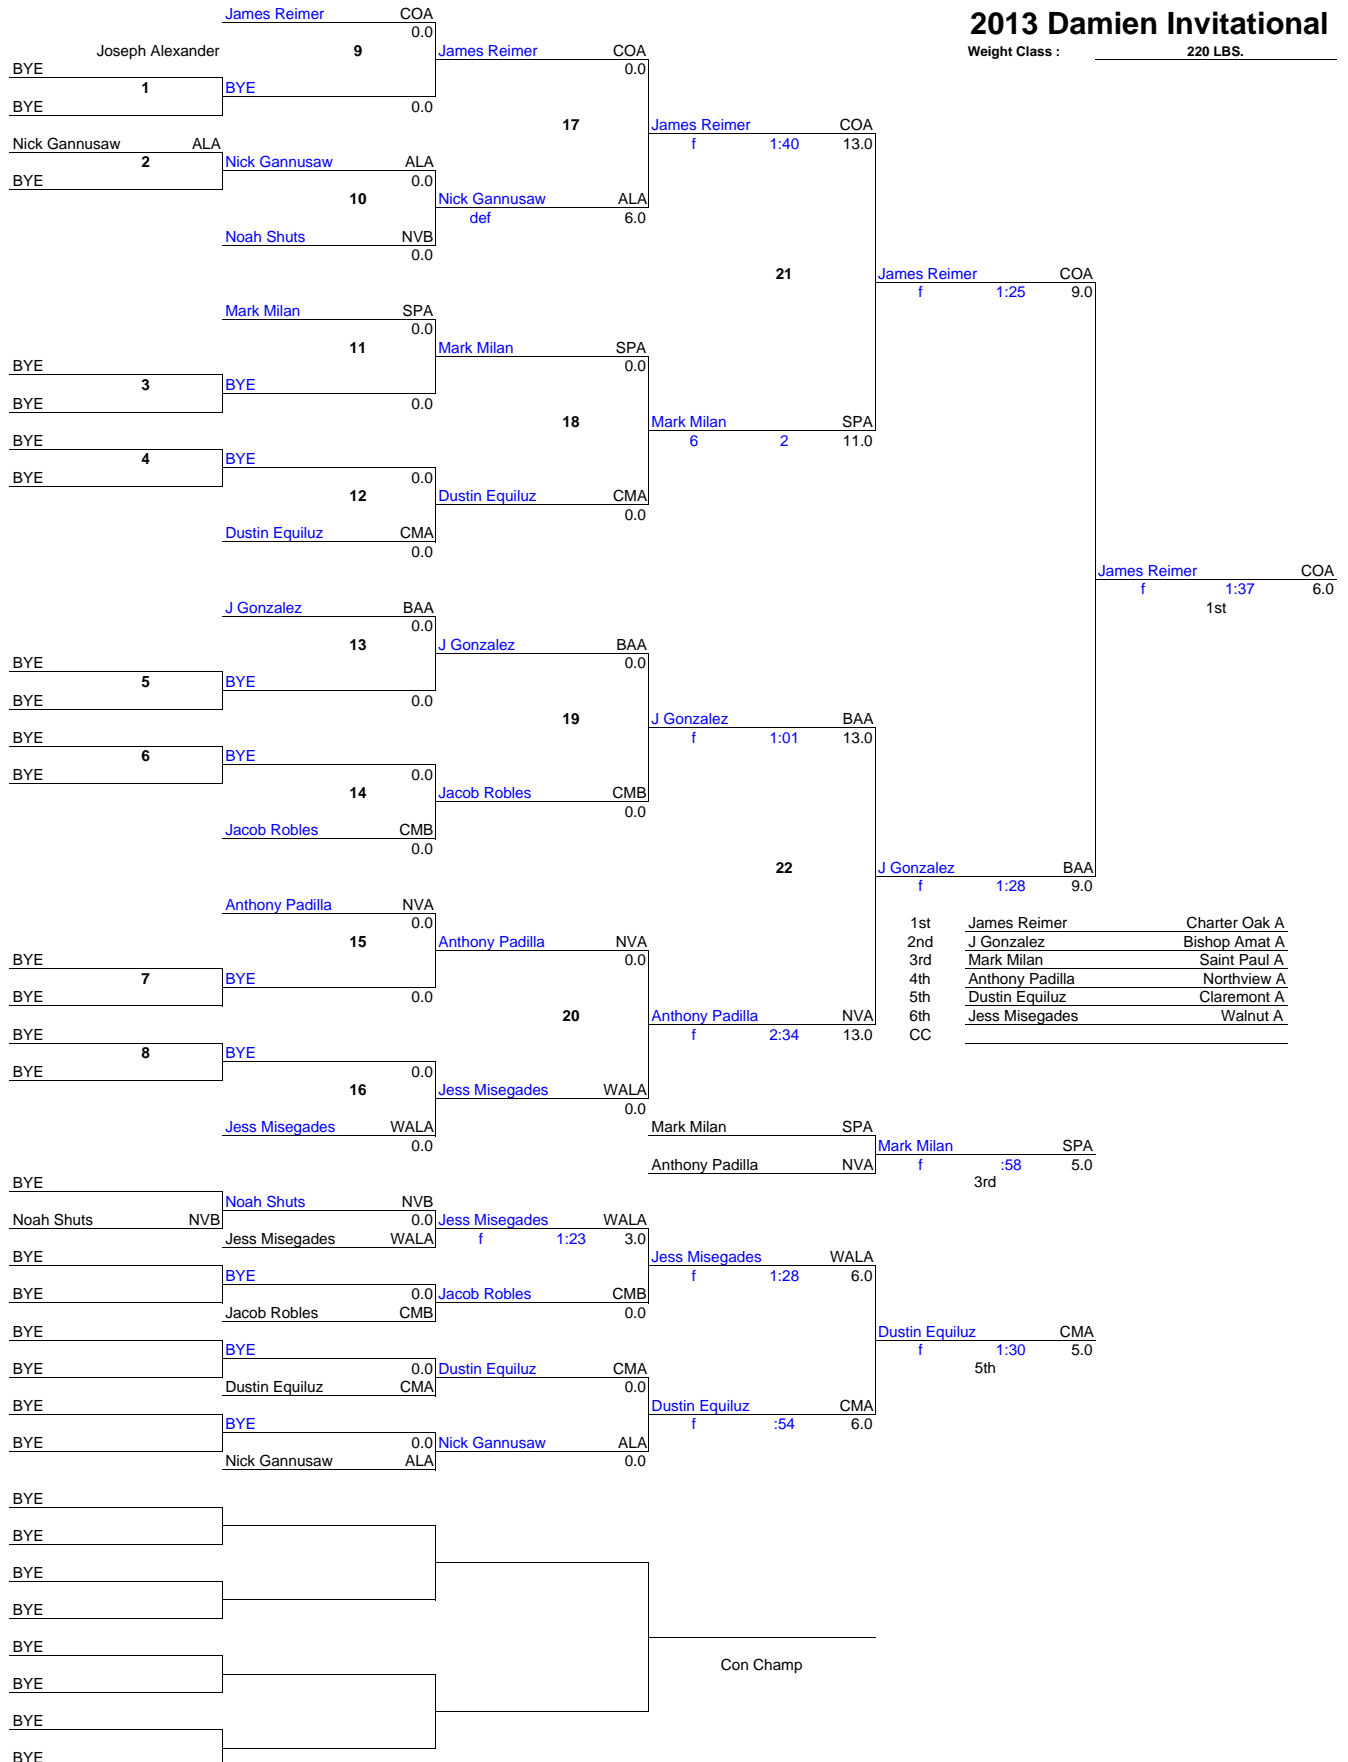 James Reimer COA
2013 Damien Invitational
0.0
Joseph Alexander 9 James Reimer COA
Weight Class : 220 LBS.
BYE 0.0
1 BYE
BYE 0.0
17 James Reimer COA
Nick Gannusaw ALA f 1:40 13.0
2 Nick Gannusaw ALA
BYE 0.0
10 Nick Gannusaw ALA
def 6.0
Noah Shuts NVB
0.0
21 James Reimer COA
f 1:25 9.0
Mark Milan SPA
0.0
11 Mark Milan SPA
BYE 0.0
3 BYE
BYE 0.0
18 Mark Milan SPA
BYE 6 2 11.0
4 BYE
BYE 0.0
12 Dustin Equiluz CMA
0.0
Dustin Equiluz CMA
0.0
James Reimer COA
f 1:37 6.0
J Gonzalez BAA 1st
0.0
13 J Gonzalez BAA
BYE 0.0
5 BYE
BYE 0.0
19 J Gonzalez BAA
BYE f 1:01 13.0
6 BYE
BYE 0.0
14 Jacob Robles CMB
0.0
Jacob Robles CMB
0.0
22 J Gonzalez BAA
f 1:28 9.0
Anthony Padilla NVA
0.0 1st James Reimer Charter Oak A
15 Anthony Padilla NVA 2nd J Gonzalez Bishop Amat A
BYE 0.0 3rd Mark Milan Saint Paul A
7 BYE 4th Anthony Padilla Northview A
BYE 0.0 5th Dustin Equiluz Claremont A
20 Anthony Padilla NVA 6th Jess Misegades Walnut A
BYE f 2:34 13.0 CC
8 BYE
BYE 0.0
16 Jess Misegades WALA
0.0
Jess Misegades WALA Mark Milan SPA
0.0 Mark Milan SPA
Anthony Padilla NVA f :58 5.0
BYE 3rd
Noah Shuts NVB
Noah Shuts NVB 0.0 Jess Misegades WALA
Jess Misegades WALA f 1:23 3.0
BYE Jess Misegades WALA
BYE f 1:28 6.0
BYE 0.0 Jacob Robles CMB
Jacob Robles CMB 0.0
BYE Dustin Equiluz CMA
BYE f 1:30 5.0
BYE 0.0 Dustin Equiluz CMA 5th
Dustin Equiluz CMA 0.0
BYE Dustin Equiluz CMA
BYE f :54 6.0
BYE 0.0 Nick Gannusaw ALA
Nick Gannusaw ALA 0.0
BYE
BYE
BYE
BYE
BYE
Con Champ
BYE
BYE
BYE